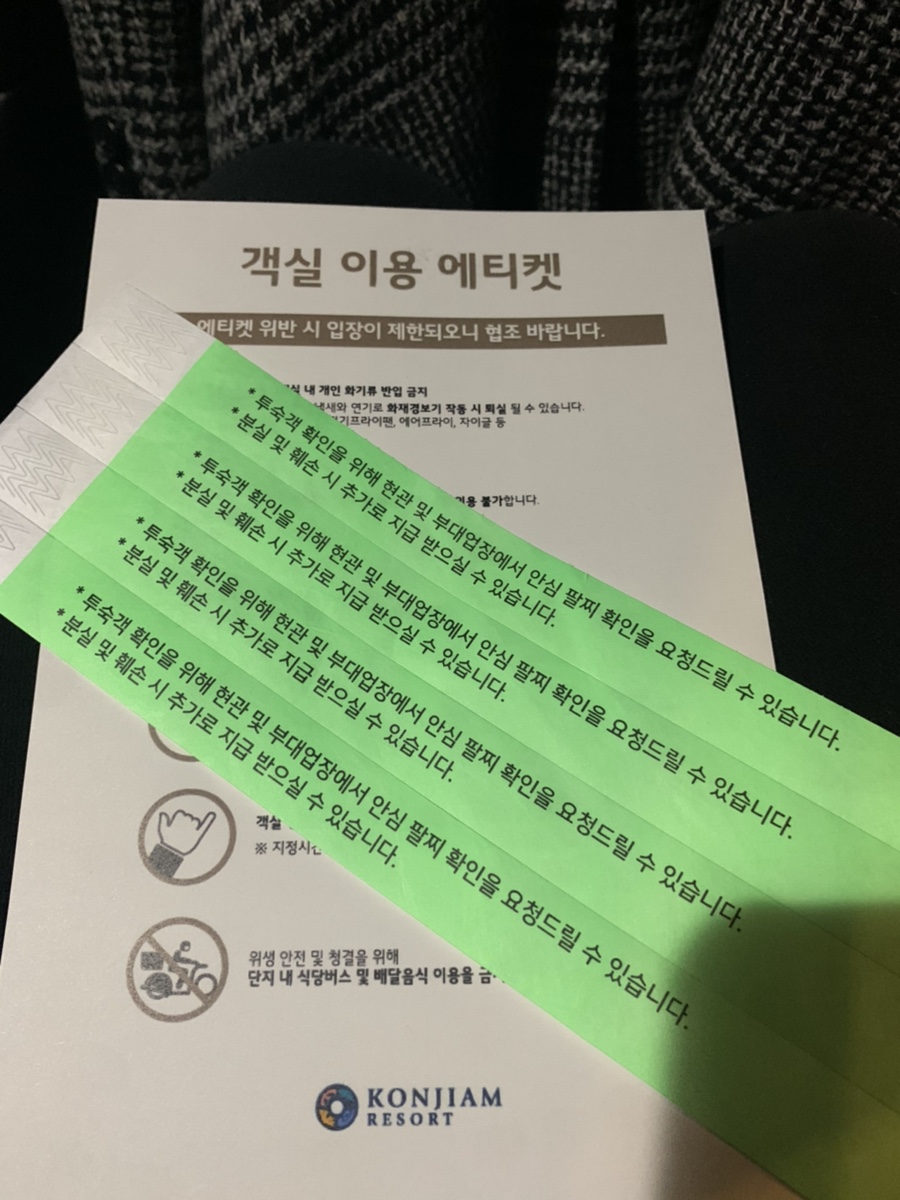 객실 이용 에티켓
에티켓 위반 시 입장이 제한되오니 협조 바랍니다.
내 개인 화기류 반입 금지
연기로 화재경보기 작동 시 퇴실 될 수 있습니다.
에어프라이, 자이글 등
불가합니다.
* 투숙객 확인을 위해 현관 및 부대업장에서 안심 팔찌 확인을 요청드릴 수 있습니다.
* 분실 및 훼손 시 추가로 지급 받으실 수 있습니다.
* 투숙객 확인을 위해 현관 및 부대업장에서 안심 팔찌 확인을 요청드릴 수 있습니다.
* 분실 및 훼손 시 추가로 지급 받으실 수 있습니다.
* 투숙객 확인을 위해 현관 및 부대업장에서 안심 팔찌 확인을 요청드릴 수 있습니다.
* 분실 및 훼손 시 추가로 지급 받으실 수 있습니다.
* 투숙객 확인을 위해 현관 및 부대업장에서 안심 팔찌 확인을 요청드릴 수 있습니다.
* 분실 및 훼손 시 추가로 지급 받으실 수 있습니다.
객실
※ 지정시간
위생 안전 및 청결을 위해
단지 내 식당버스 및 배달음식 이용을
KONJIAM
RESORT